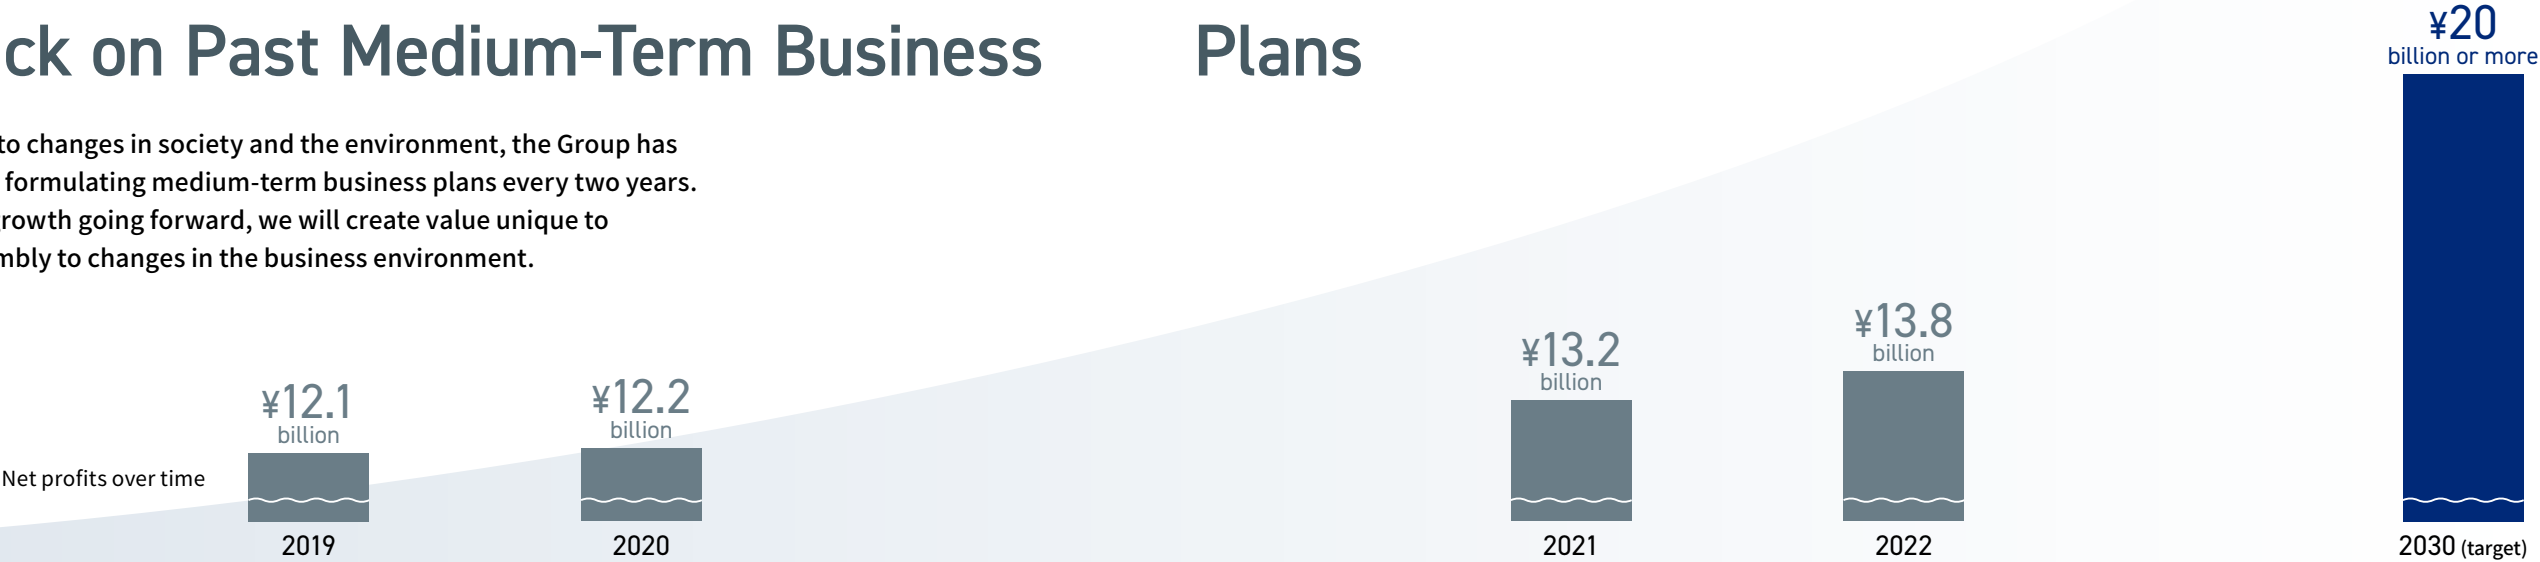 ck on Past Medium-Term Business Plans
to changes in society and the environment, the Group has
formulating medium-term business plans every two years.
growth going forward, we will create value unique to
mbly to changes in the business environment.
Net profits over time
¥12.1
billion
2019
¥12.2
billion
2020
¥13.2
billion
2021
¥13.8
billion
2022
¥20
billion or more
2030 (target)